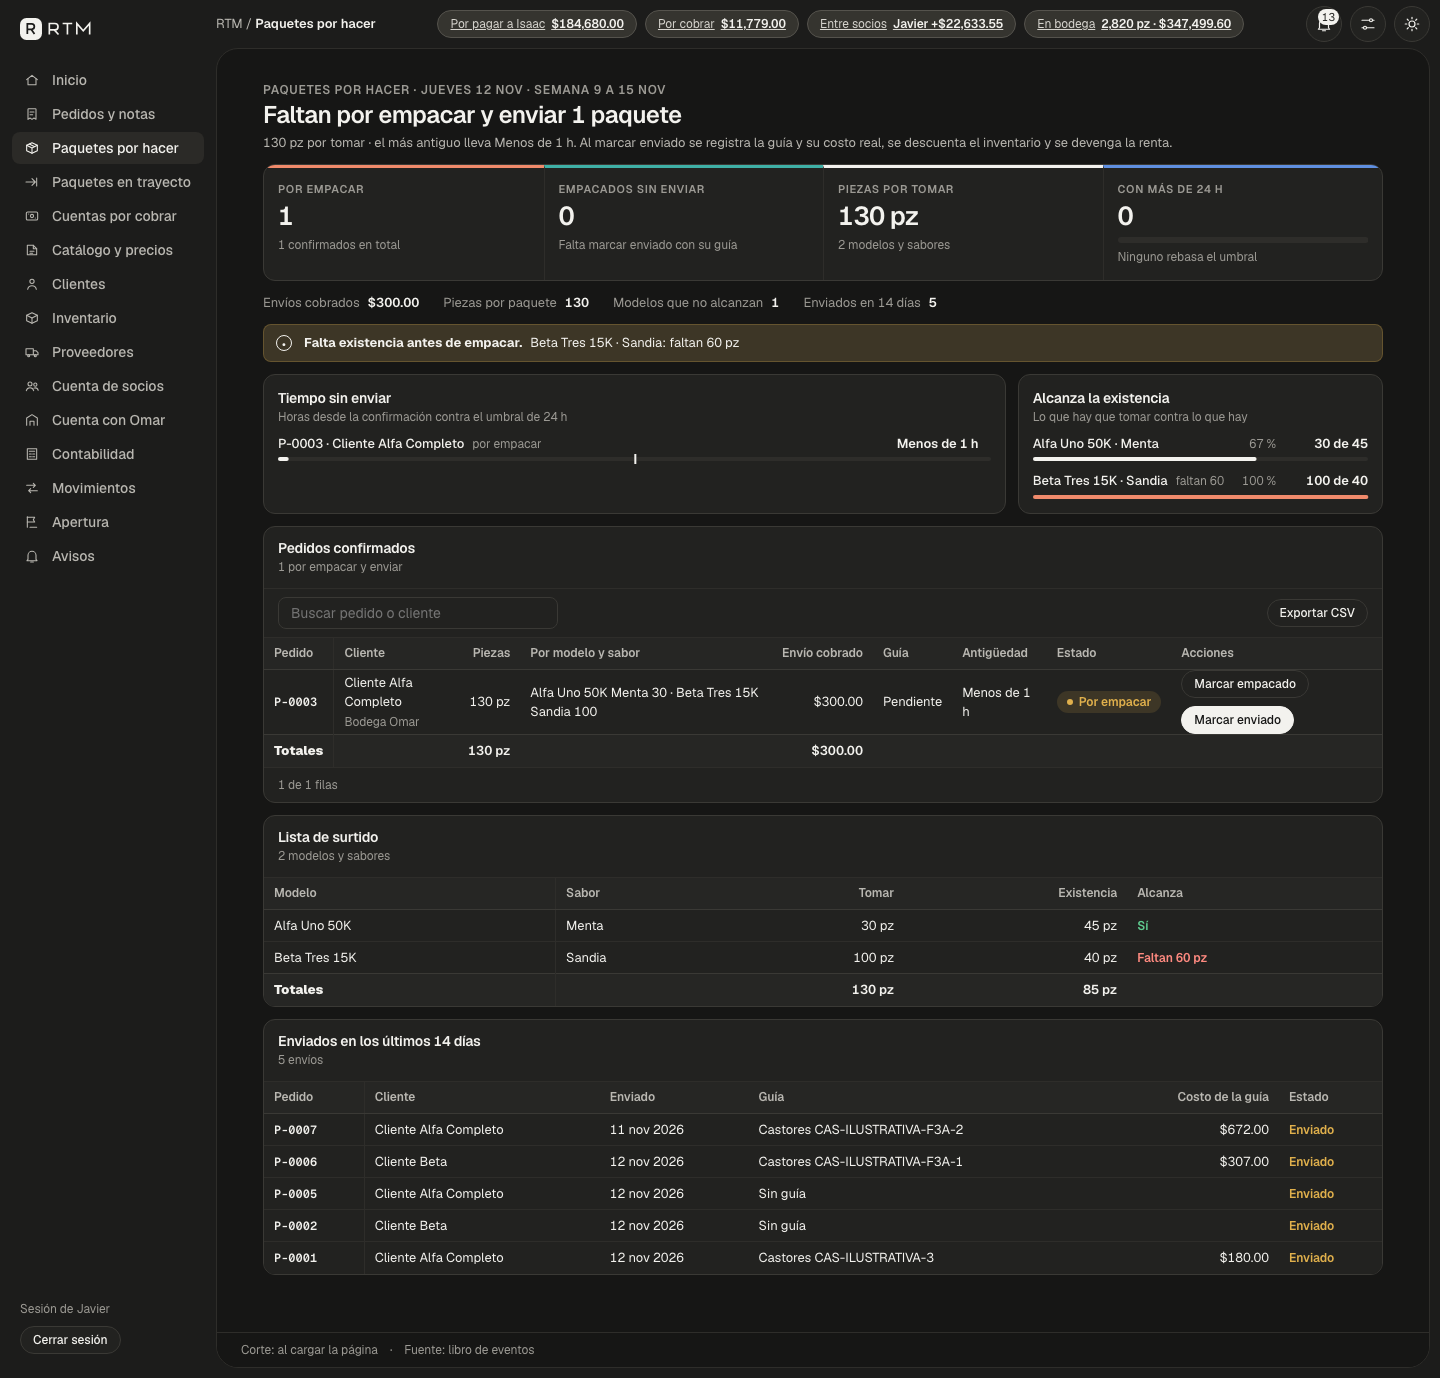 R RTM
Inicio
Pedidos y notas
Paquetes por hacer
Paquetes en trayecto
Cuentas por cobrar
Catálogo y precios
Clientes
Inventario
Proveedores
Cuenta de socios
Cuenta con Omar
Contabilidad
Movimientos
Apertura
Avisos
Sesión de Javier
Cerrar sesión
RTM / Paquetes por hacer
Por pagar a Isaac $184,680.00
Por cobrar $11,779.00
Entre socios Javier +$22,633.55
En bodega 2,820 pz · $347,499.60
13
PAQUETES POR HACER · JUEVES 12 NOV · SEMANA 9 A 15 NOV
Faltan por empacar y enviar 1 paquete
130 pz por tomar · el más antiguo lleva Menos de 1 h. Al marcar enviado se registra la guía y su costo real, se descuenta el inventario y se devenga la renta.
POR EMPACAR
1
1 confirmados en total
EMPACADOS SIN ENVIAR
0
Falta marcar enviado con su guía
PIEZAS POR TOMAR
130 pz
2 modelos y sabores
CON MÁS DE 24 H
0
Ninguno rebasa el umbral
Envíos cobrados $300.00 Piezas por paquete 130 Modelos que no alcanzan 1 Enviados en 14 días 5
Falta existencia antes de empacar. Beta Tres 15K · Sandia: faltan 60 pz
Tiempo sin enviar
Horas desde la confirmación contra el umbral de 24 h
P-0003 · Cliente Alfa Completo por empacar Menos de 1 h
Alcanza la existencia
Lo que hay que tomar contra lo que hay
Alfa Uno 50K · Menta 67 % 30 de 45
Beta Tres 15K · Sandia faltan 60 100 % 100 de 40
Pedidos confirmados
1 por empacar y enviar
Buscar pedido o cliente
Exportar CSV
Pedido Cliente Piezas Por modelo y sabor Envío cobrado Guía Antigüedad Estado Acciones
P-0003 Cliente Alfa Completo Bodega Omar 130 pz Alfa Uno 50K Menta 30 · Beta Tres 15K Sandia 100 $300.00 Pendiente Menos de 1 h Por empacar Marcar empacado
Marcar enviado
Totales 130 pz $300.00
1 de 1 filas
Lista de surtido
2 modelos y sabores
Modelo Sabor Tomar Existencia Alcanza
Alfa Uno 50K Menta 30 pz 45 pz Sí
Beta Tres 15K Sandia 100 pz 40 pz Faltan 60 pz
Totales 130 pz 85 pz
Enviados en los últimos 14 días
5 envíos
Pedido Cliente Enviado Guía Costo de la guía Estado
P-0007 Cliente Alfa Completo 11 nov 2026 Castores CAS-ILUSTRATIVA-F3A-2 $672.00 Enviado
P-0006 Cliente Beta 12 nov 2026 Castores CAS-ILUSTRATIVA-F3A-1 $307.00 Enviado
P-0005 Cliente Alfa Completo 12 nov 2026 Sin guía Enviado
P-0002 Cliente Beta 12 nov 2026 Sin guía Enviado
P-0001 Cliente Alfa Completo 12 nov 2026 Castores CAS-ILUSTRATIVA-3 $180.00 Enviado
Corte: al cargar la página · Fuente: libro de eventos